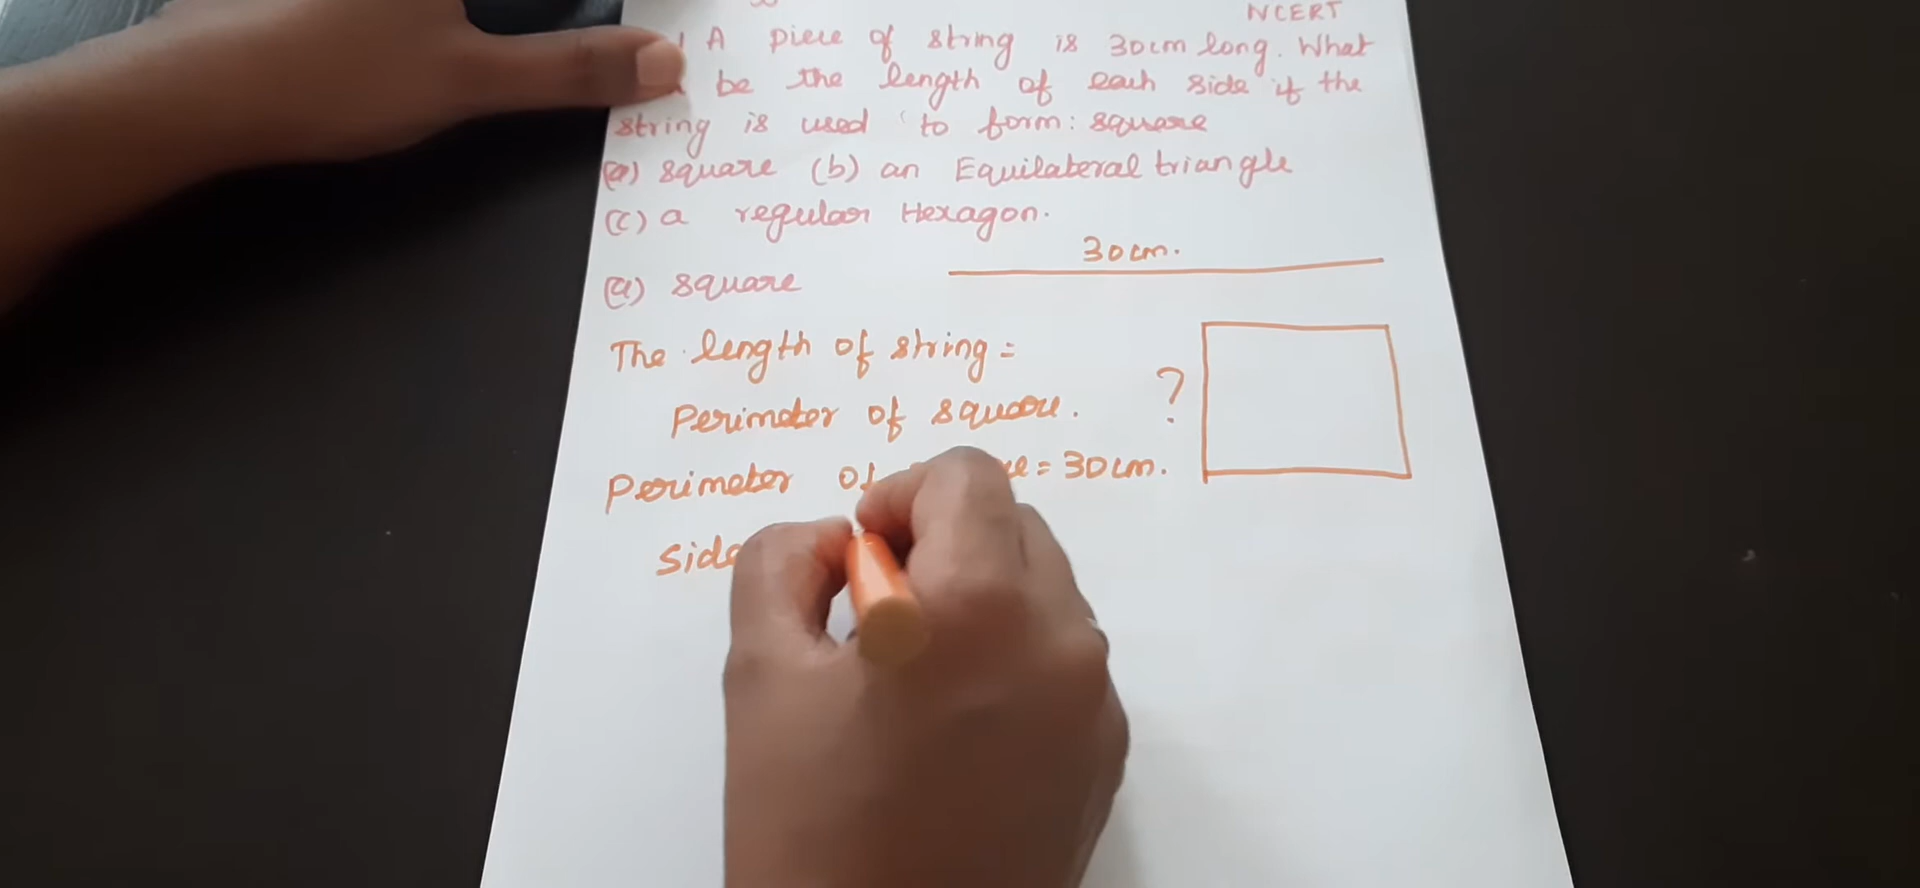 NCERT
A piece of string is 30cm long. What
be the length of each side if the
string is used to form: square
(a) square (b) an Equilateral triangle
(c) a regular Hexagon.
30cm.
(a) square
The length of string =
Perimeter of square.
?
Perimeter of = 30cm.
side